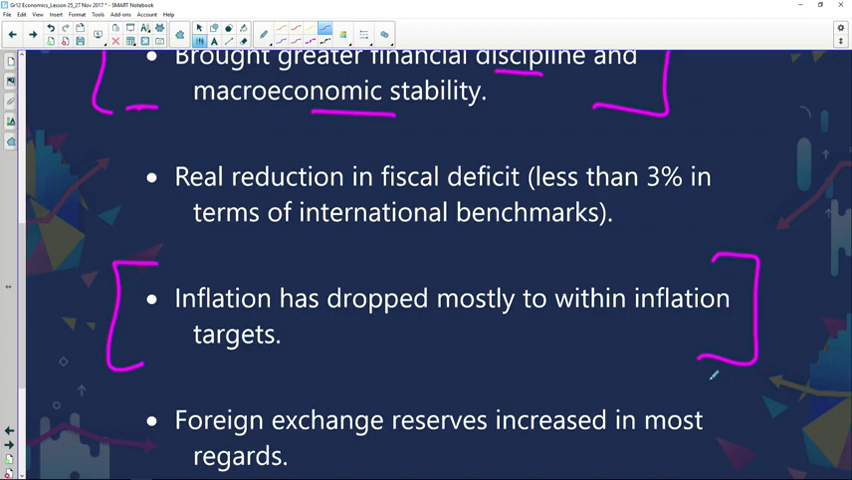 Gr12 Economics_Lesson 25_27 Nov 2017 * - SMART Notebook
File Edit View Insert Format Tools Add-ons Account Help
• Brought greater financial discipline and
macroeconomic stability.
• Real reduction in fiscal deficit (less than 3% in
terms of international benchmarks).
• Inflation has dropped mostly to within inflation
targets.
• Foreign exchange reserves increased in most
regards.